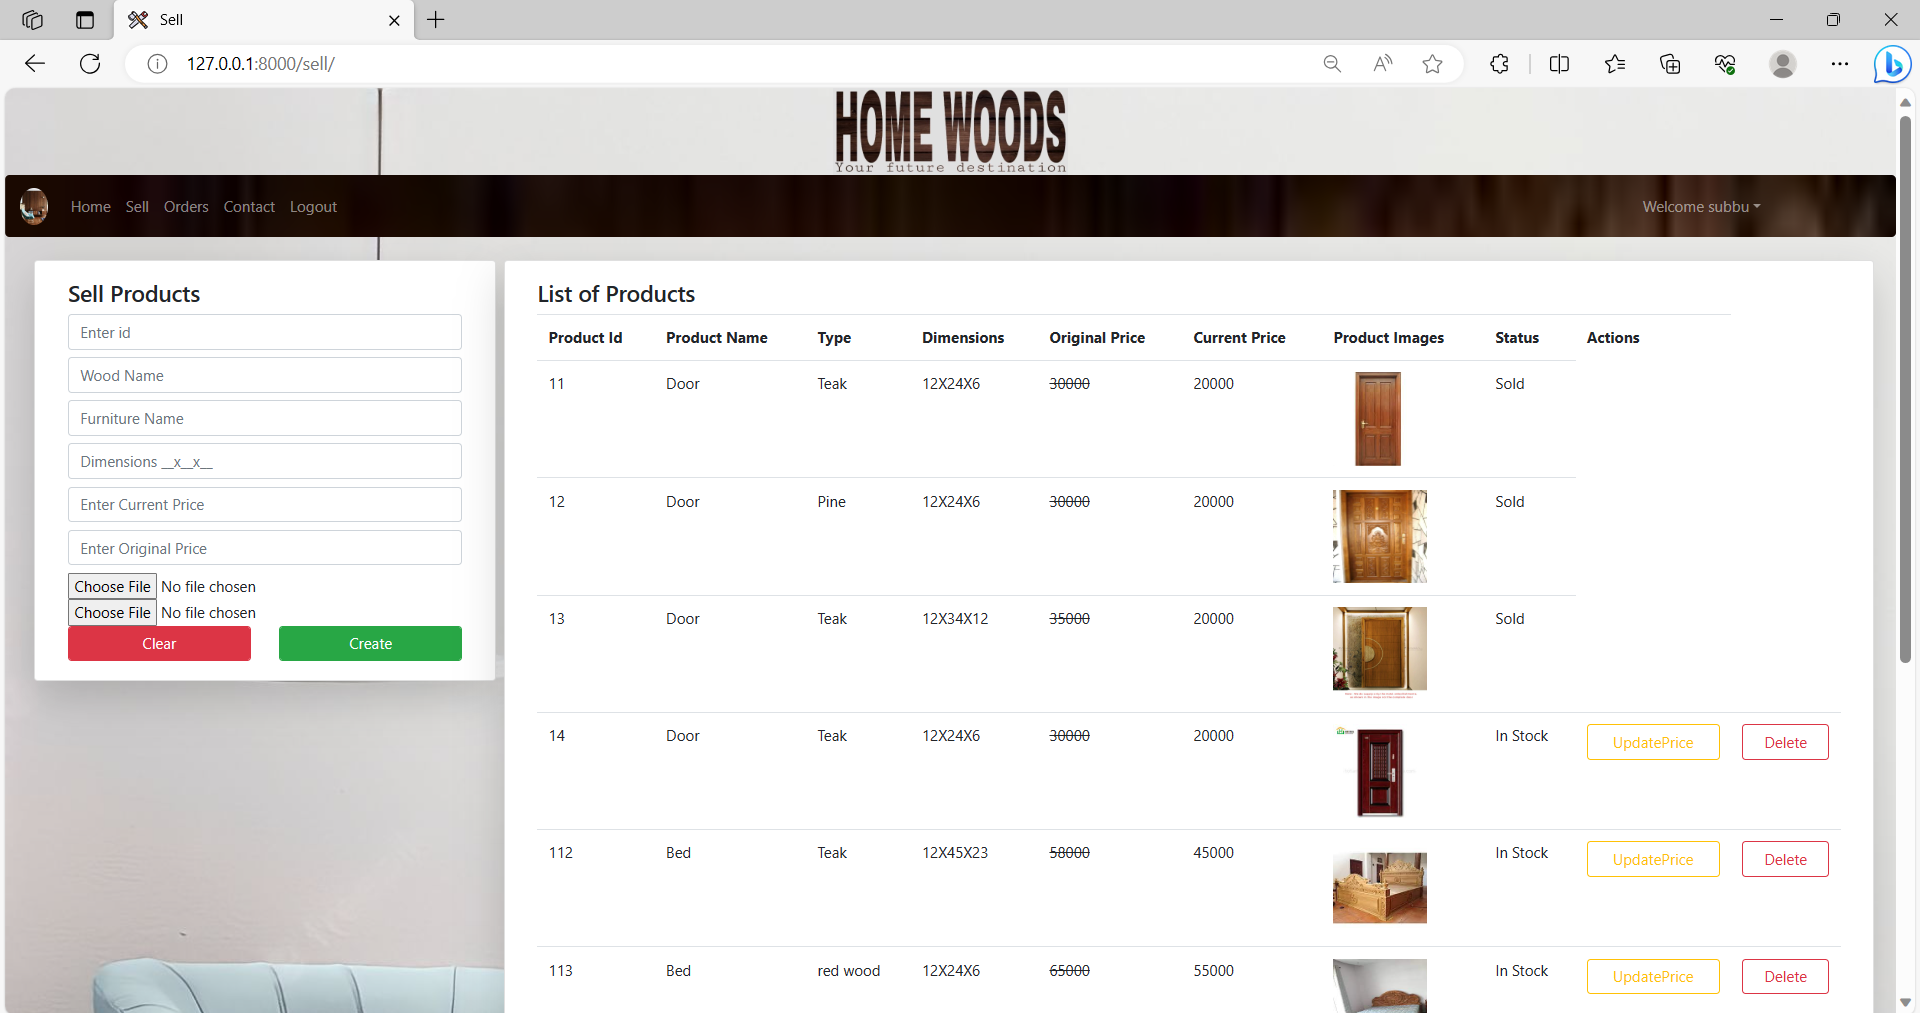 Sell
127.0.0.1:8000/sell/
HOME WOODS
Your future destination
Home Sell Orders Contact Logout Welcome subbu
Sell Products
Enter id
Wood Name
Furniture Name
Dimensions __x__x__
Enter Current Price
Enter Original Price
Choose File No file chosen
Choose File No file chosen
Clear Create
List of Products
Product Id Product Name Type Dimensions Original Price Current Price Product Images Status Actions
11 Door Teak 12X24X6 30000 20000 Sold
12 Door Pine 12X24X6 30000 20000 Sold
13 Door Teak 12X34X12 35000 20000 Sold
14 Door Teak 12X24X6 30000 20000 In Stock UpdatePrice Delete
112 Bed Teak 12X45X23 58000 45000 In Stock UpdatePrice Delete
113 Bed red wood 12X24X6 65000 55000 In Stock UpdatePrice Delete